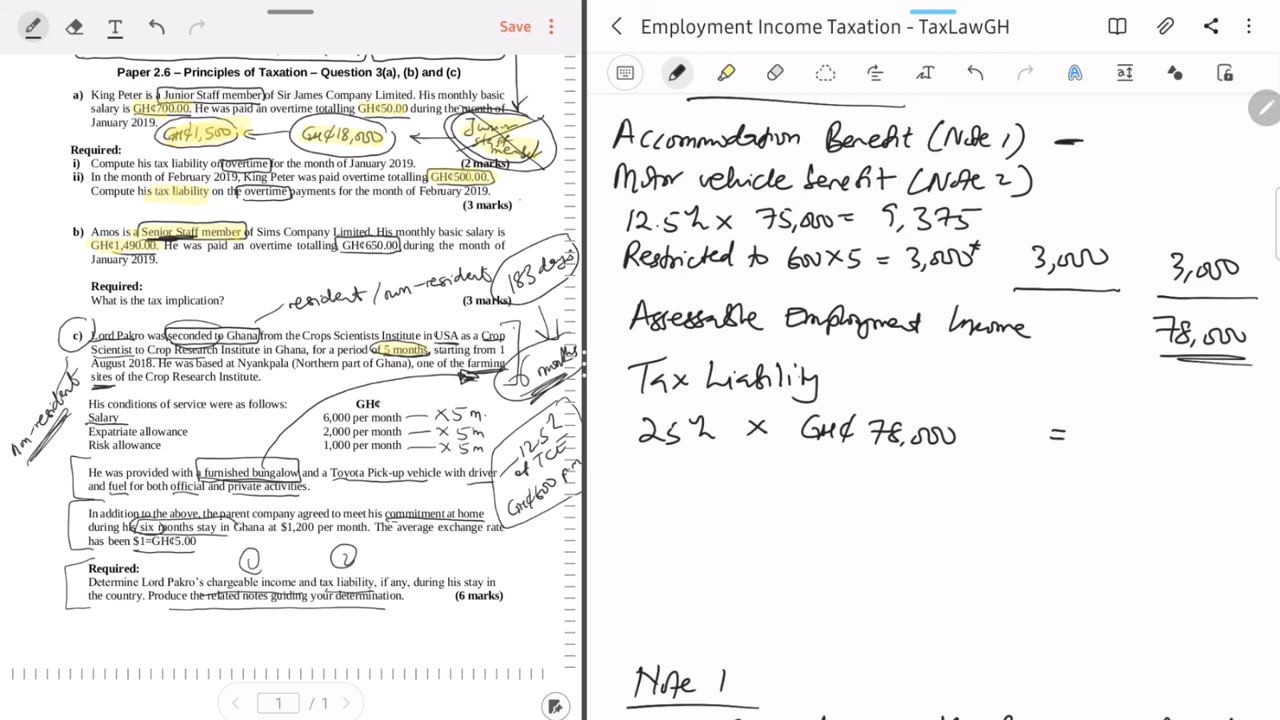 Save
Paper 2.6 – Principles of Taxation – Question 3(a), (b) and (c)
a) King Peter is a Junior Staff member of Sir James Company Limited. His monthly basic
salary is GH¢700.00. He was paid an overtime totalling GH¢50.00 during the month of
January 2019.
GH¢1,500
GH¢18,000
Junior
staff
member
Required:
i) Compute his tax liability on overtime for the month of January 2019. (2 marks)
ii) In the month of February 2019, King Peter was paid overtime totalling GH¢500.00.
Compute his tax liability on the overtime payments for the month of February 2019.
(3 marks)
b) Amos is a Senior Staff member of Sims Company Limited. His monthly basic salary is
GH¢1,490.00. He was paid an overtime totalling GH¢650.00 during the month of
January 2019.
183 days
resident / non-resident
Required:
What is the tax implication? (3 marks)
c) Lord Pakro was seconded to Ghana from the Crops Scientists Institute in USA as a Crop
Scientist to Crop Research Institute in Ghana, for a period of 5 months, starting from 1
August 2018. He was based at Nyankpala (Northern part of Ghana), one of the farming
sites of the Crop Research Institute.
6 months
non-resident
His conditions of service were as follows: GH¢
Salary 6,000 per month — X5 m.
Expatriate allowance 2,000 per month — X 5m
Risk allowance 1,000 per month — X 5m
12.5%
of TCE
GH¢600 pm
He was provided with a furnished bungalow and a Toyota Pick-up vehicle with driver
and fuel for both official and private activities.
In addition to the above, the parent company agreed to meet his commitment at home
during his six months stay in Ghana at $1,200 per month. The average exchange rate
has been $1=GH¢5.00
1 2
Required:
Determine Lord Pakro's chargeable income and tax liability, if any, during his stay in
the country. Produce the related notes guiding your determination. (6 marks)
1 / 1
Employment Income Taxation - TaxLawGH
Accommodation Benefit (Note 1) –
Motor vehicle benefit (Note 2)
12.5% x 75,000 = 9,375
Restricted to 600 x 5 = 3,000* 3,000 3,000
Assessable Employment Income 78,000
Tax Liability
25% x GH¢ 78,000 =
Note 1